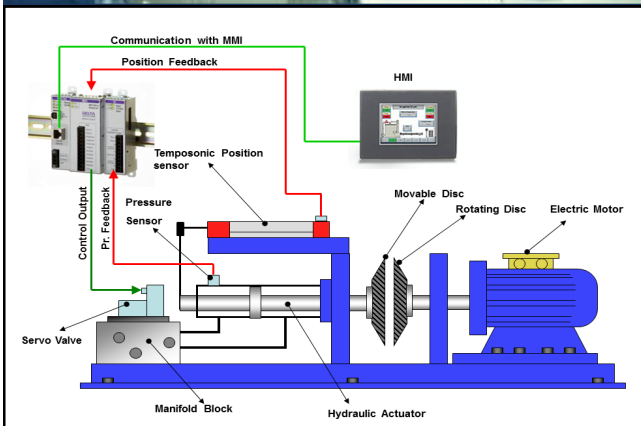 Communication with MMI
Position Feedback
HMI
Temposonic Position
sensor
Movable Disc
Rotating Disc
Electric Motor
Pressure
Sensor
Control Output
Pr. Feedback
Servo Valve
Manifold Block
Hydraulic Actuator